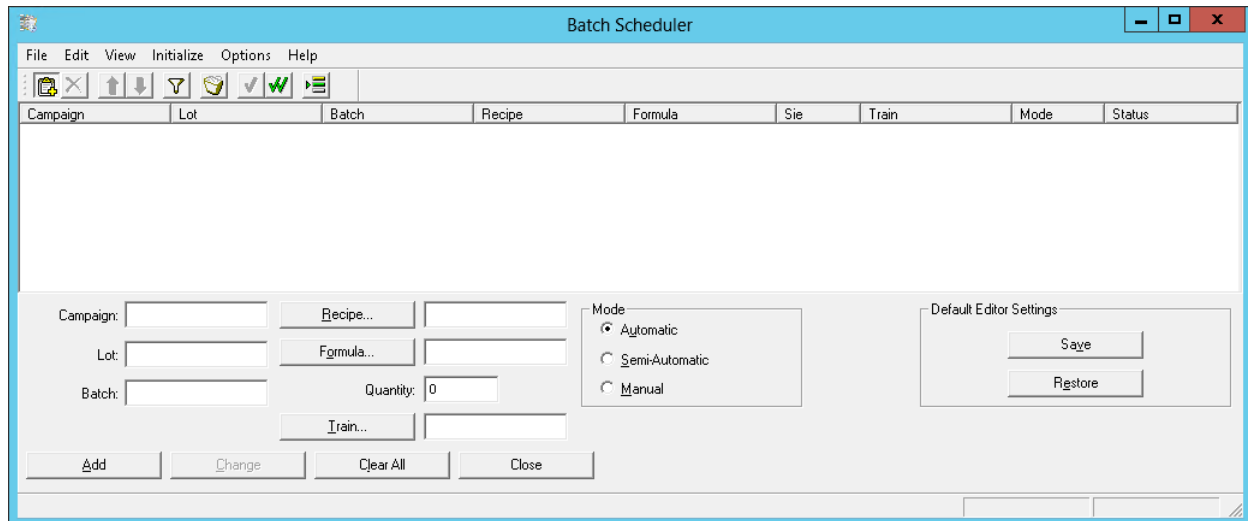 Batch Scheduler
File Edit View Initialize Options Help
Campaign Lot Batch Recipe Formula Sie Train Mode Status
Campaign: Recipe... Mode Default Editor Settings
Automatic
Save
Lot: Formula...
Semi-Automatic
Restore
Batch: Quantity: 0 Manual
Train...
Add Change Clear All Close